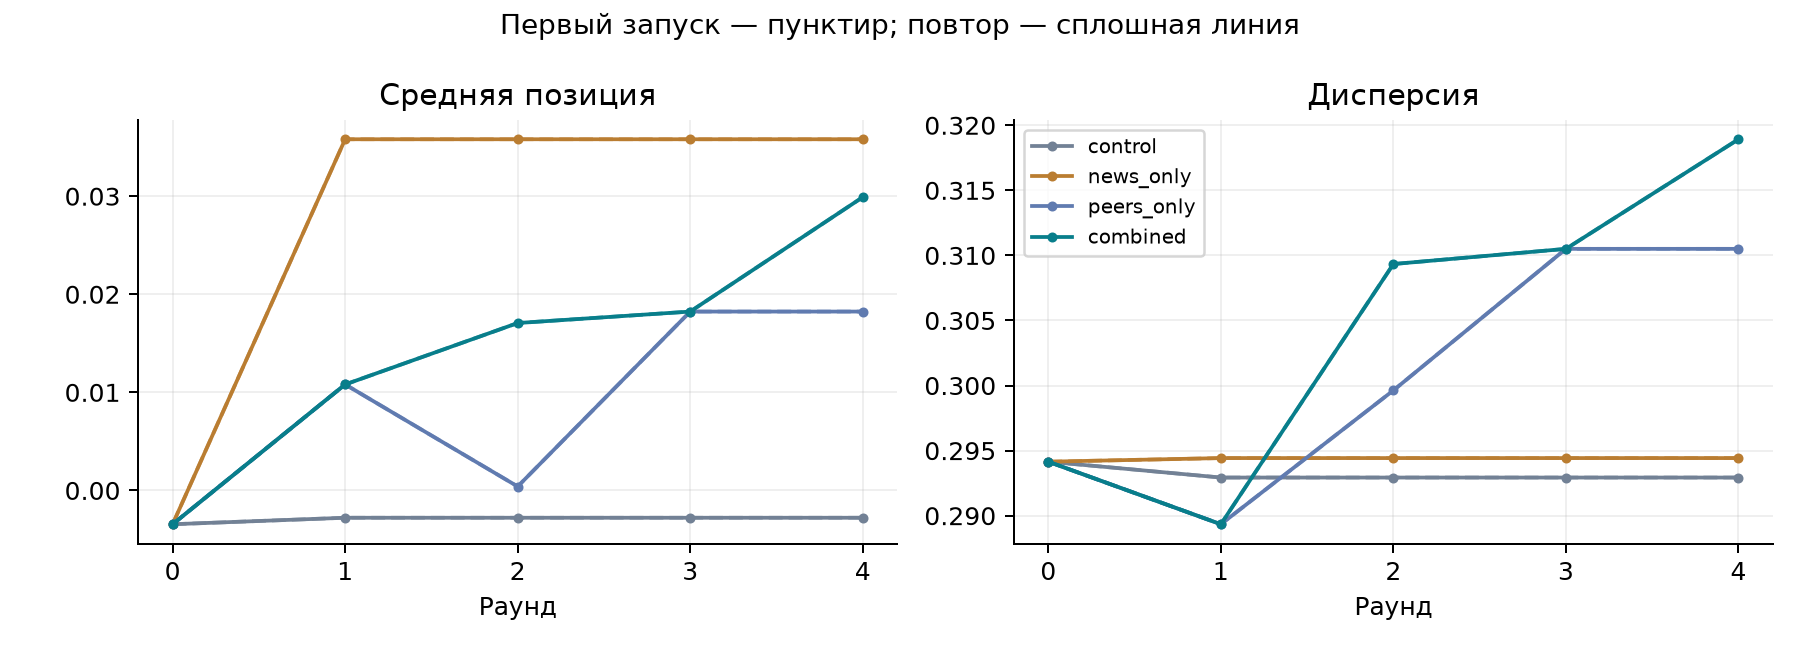 Первый запуск — пунктир; повтор — сплошная линия
Средняя позиция
0.03
0.02
0.01
0.00
0 1 2 3 4
Раунд
Дисперсия
0.320
0.315
0.310
0.305
0.300
0.295
0.290
control
news_only
peers_only
combined
0 1 2 3 4
Раунд